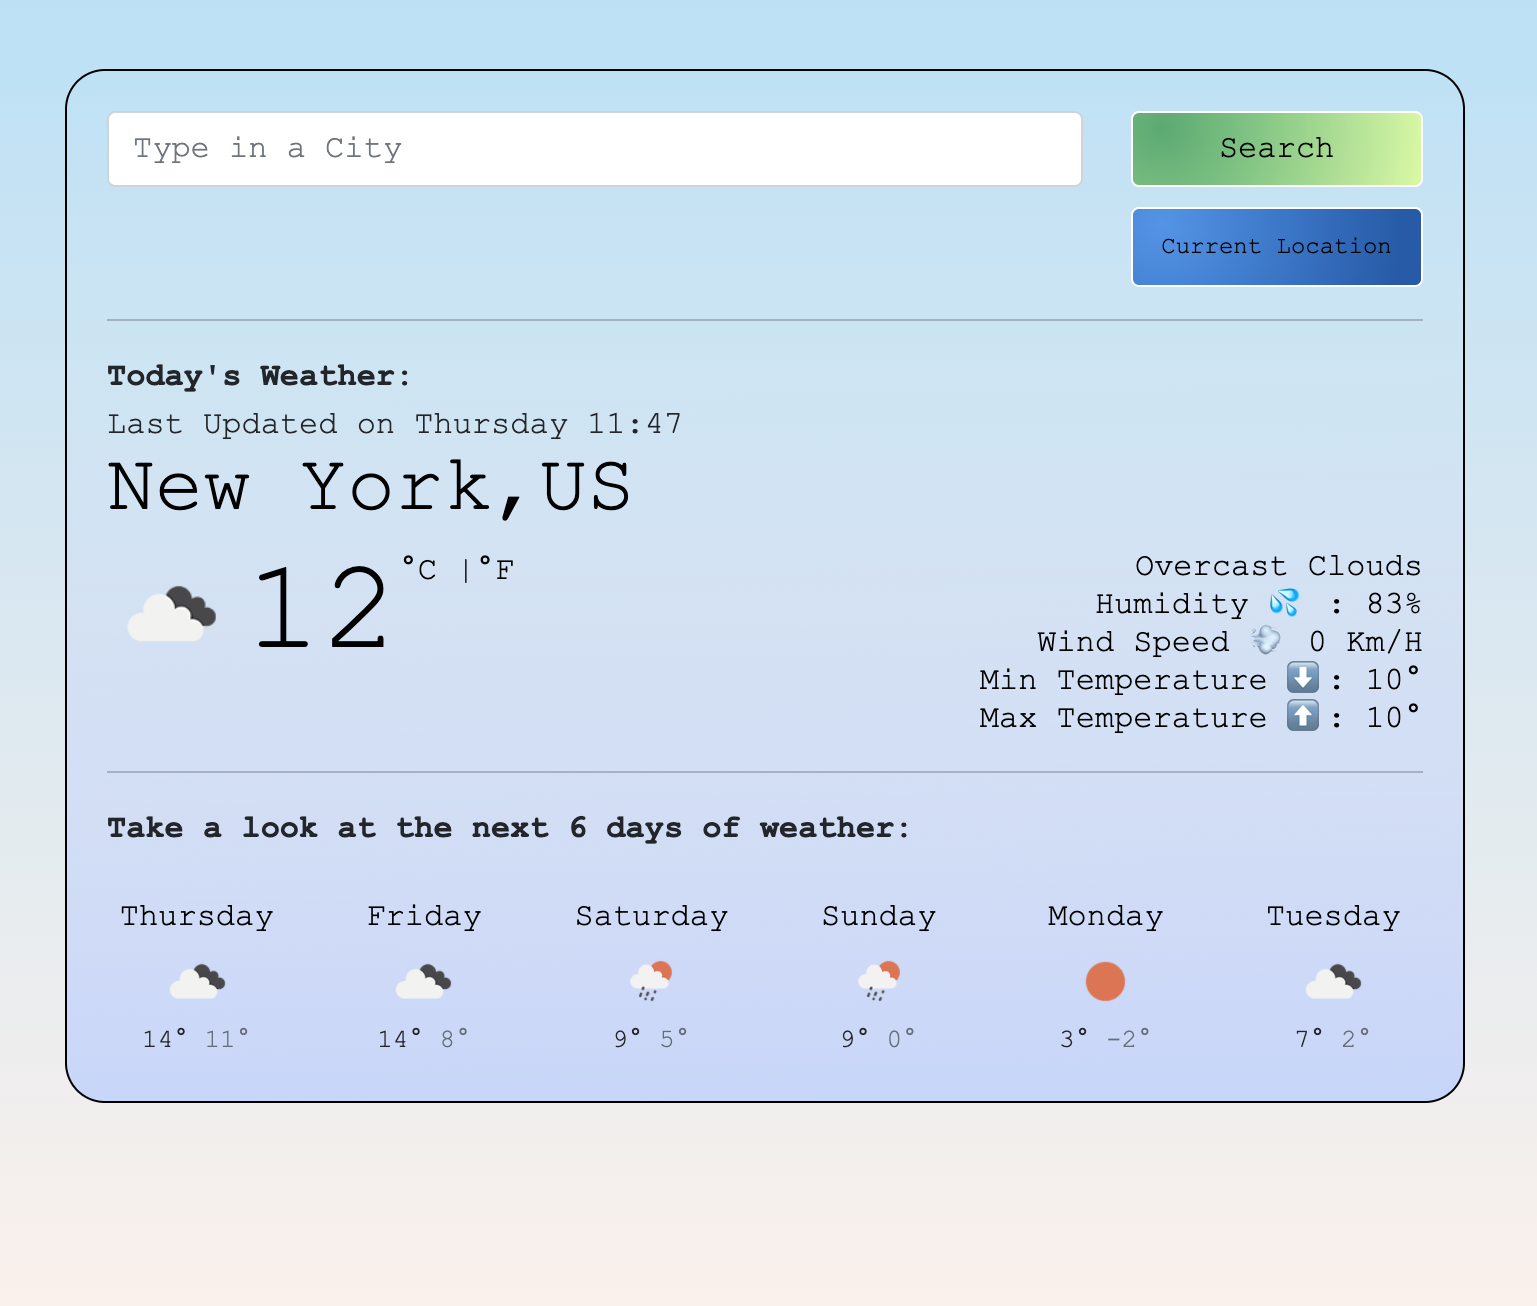 Type in a City
Search
Current Location
Today's Weather:
Last Updated on Thursday 11:47
New York,US
12 °C |°F
Overcast Clouds
Humidity 💦 : 83%
Wind Speed 💨 0 Km/H
Min Temperature ⬇️ : 10°
Max Temperature ⬆️ : 10°
Take a look at the next 6 days of weather:
Thursday Friday Saturday Sunday Monday Tuesday
14° 11° 14° 8° 9° 5° 9° 0° 3° -2° 7° 2°